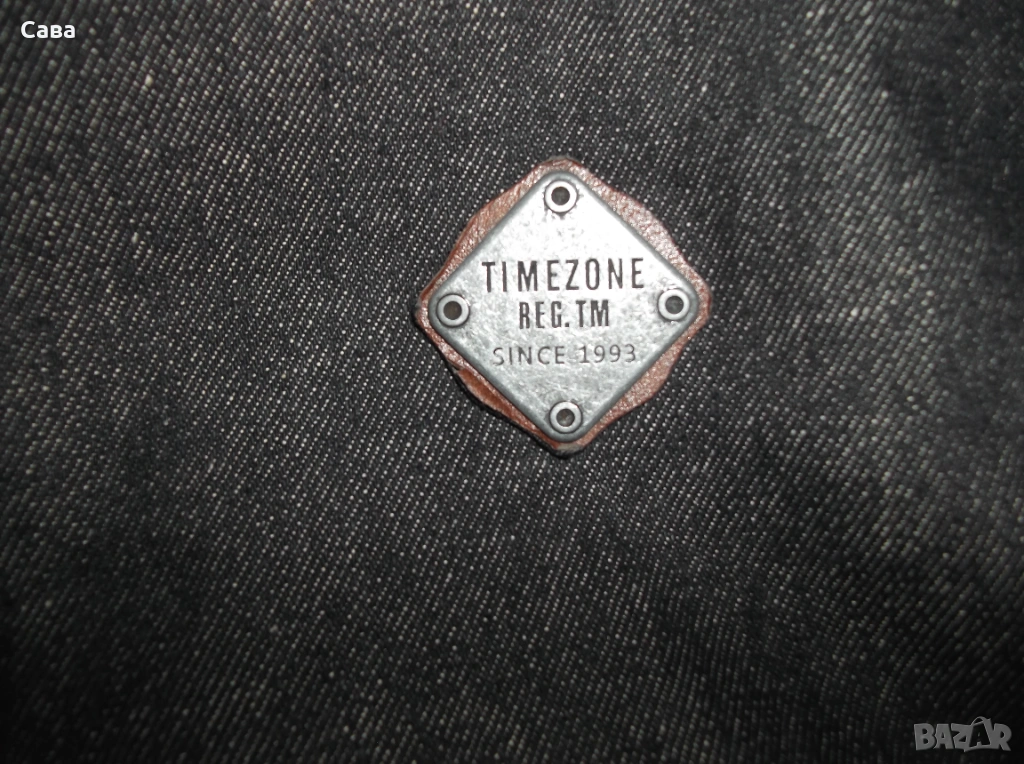 Сава
TIMEZONE
REG. TM
SINCE 1993
BAZAR